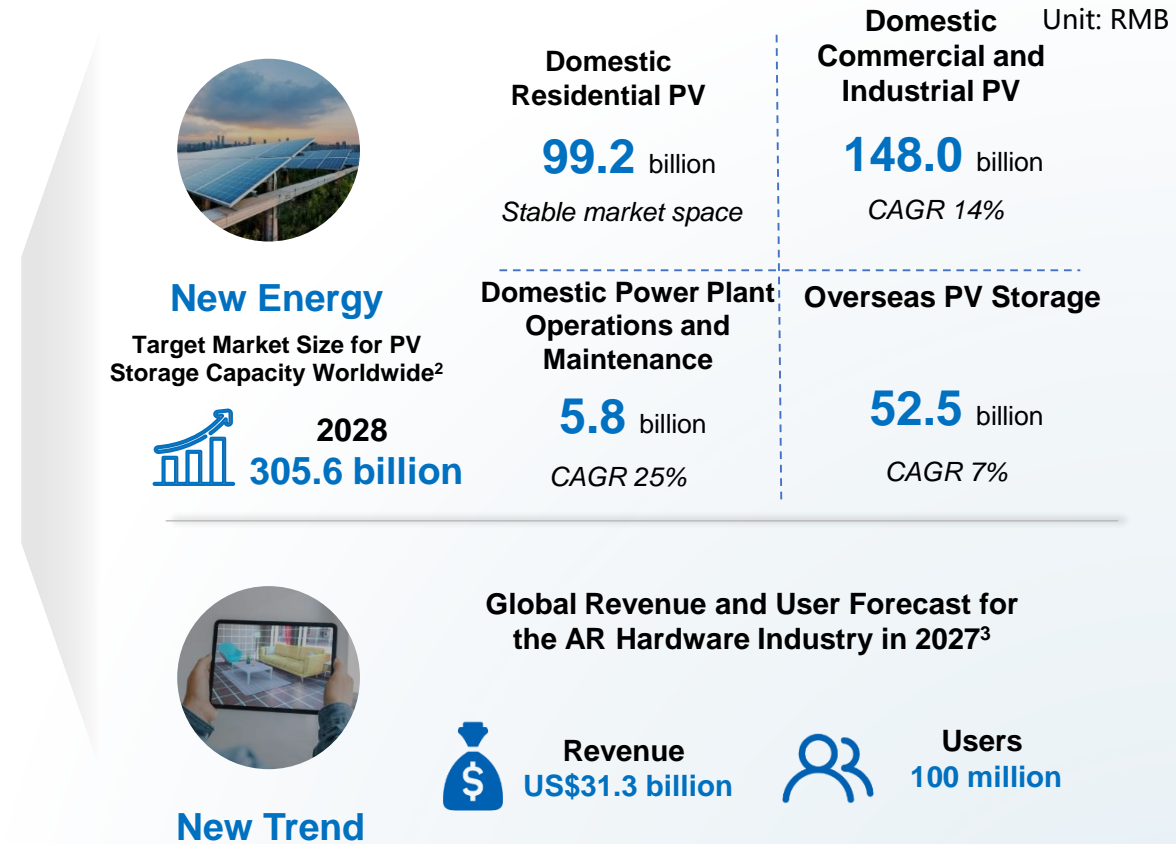 Unit: RMB
New Energy
Target Market Size for PV
Storage Capacity Worldwide²
2028
305.6 billion
Domestic
Residential PV
99.2 billion
Stable market space
Domestic
Commercial and
Industrial PV
148.0 billion
CAGR 14%
Domestic Power Plant
Operations and
Maintenance
5.8 billion
CAGR 25%
Overseas PV Storage
52.5 billion
CAGR 7%
New Trend
Global Revenue and User Forecast for
the AR Hardware Industry in 2027³
$
Revenue
US$31.3 billion
Users
100 million